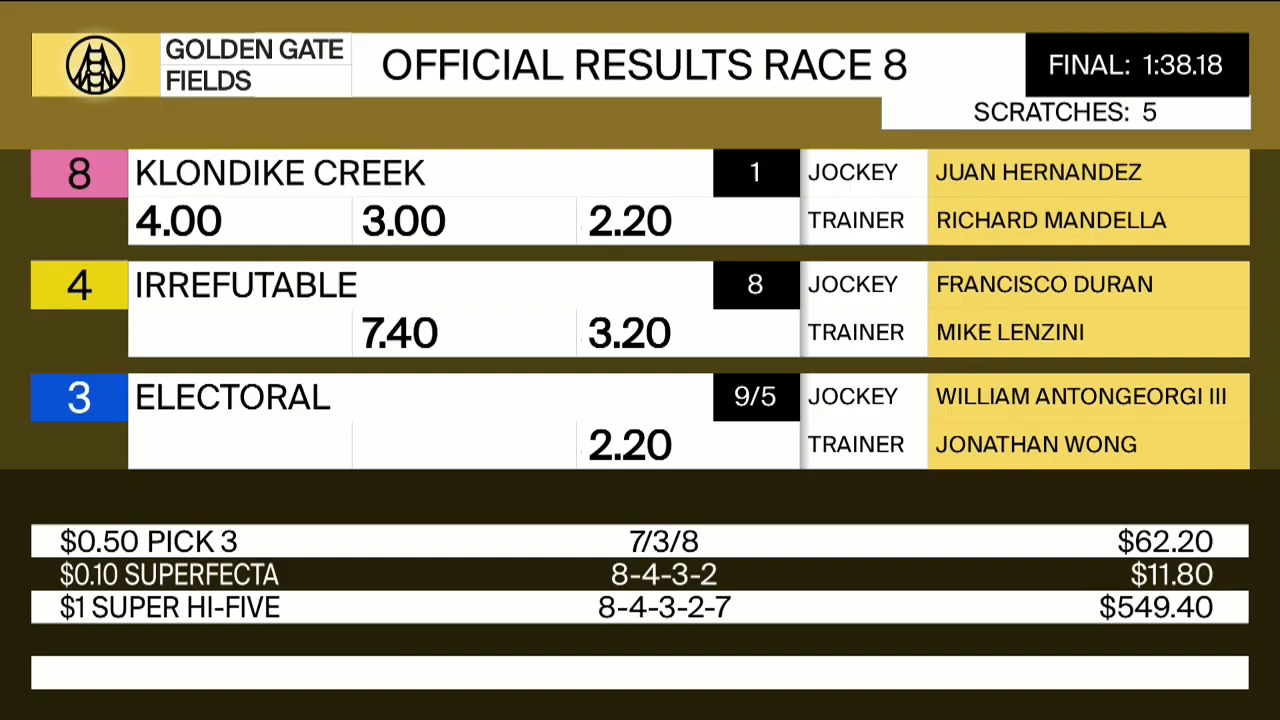 GOLDEN GATE
FIELDS
OFFICIAL RESULTS RACE 8
FINAL: 1:38.18
SCRATCHES: 5
8 KLONDIKE CREEK 1 JOCKEY JUAN HERNANDEZ
4.00 3.00 2.20 TRAINER RICHARD MANDELLA
4 IRREFUTABLE 8 JOCKEY FRANCISCO DURAN
7.40 3.20 TRAINER MIKE LENZINI
3 ELECTORAL 9/5 JOCKEY WILLIAM ANTONGEORGI III
2.20 TRAINER JONATHAN WONG
$0.50 PICK 3 7/3/8 $62.20
$0.10 SUPERFECTA 8-4-3-2 $11.80
$1 SUPER HI-FIVE 8-4-3-2-7 $549.40